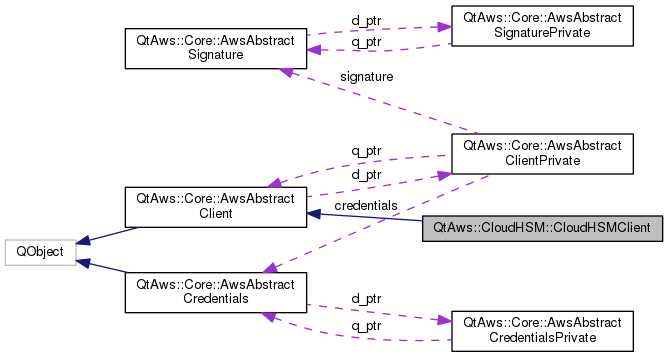 QtAws::Core::AwsAbstract
Signature
d_ptr
q_ptr
QtAws::Core::AwsAbstract
SignaturePrivate
signature
QtAws::Core::AwsAbstract
ClientPrivate
q_ptr
d_ptr
QtAws::Core::AwsAbstract
Client
credentials
QtAws::CloudHSM::CloudHSMClient
QObject
QtAws::Core::AwsAbstract
Credentials
d_ptr
q_ptr
QtAws::Core::AwsAbstract
CredentialsPrivate